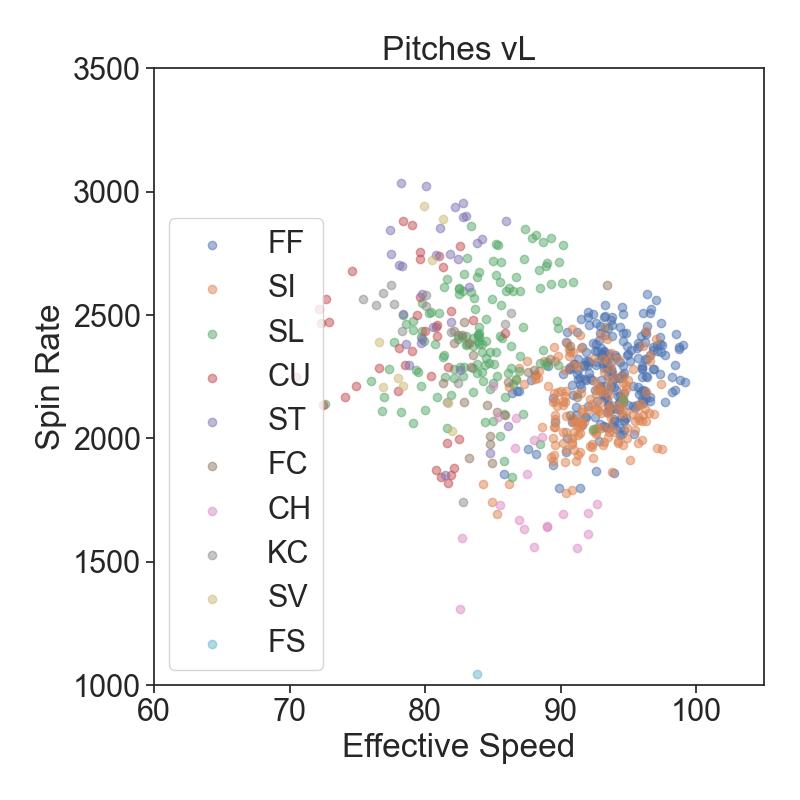 Pitches vL
3500
3000
2500
2000
1500
1000
Spin Rate
FF
SI
SL
CU
ST
FC
CH
KC
SV
FS
60 70 80 90 100
Effective Speed